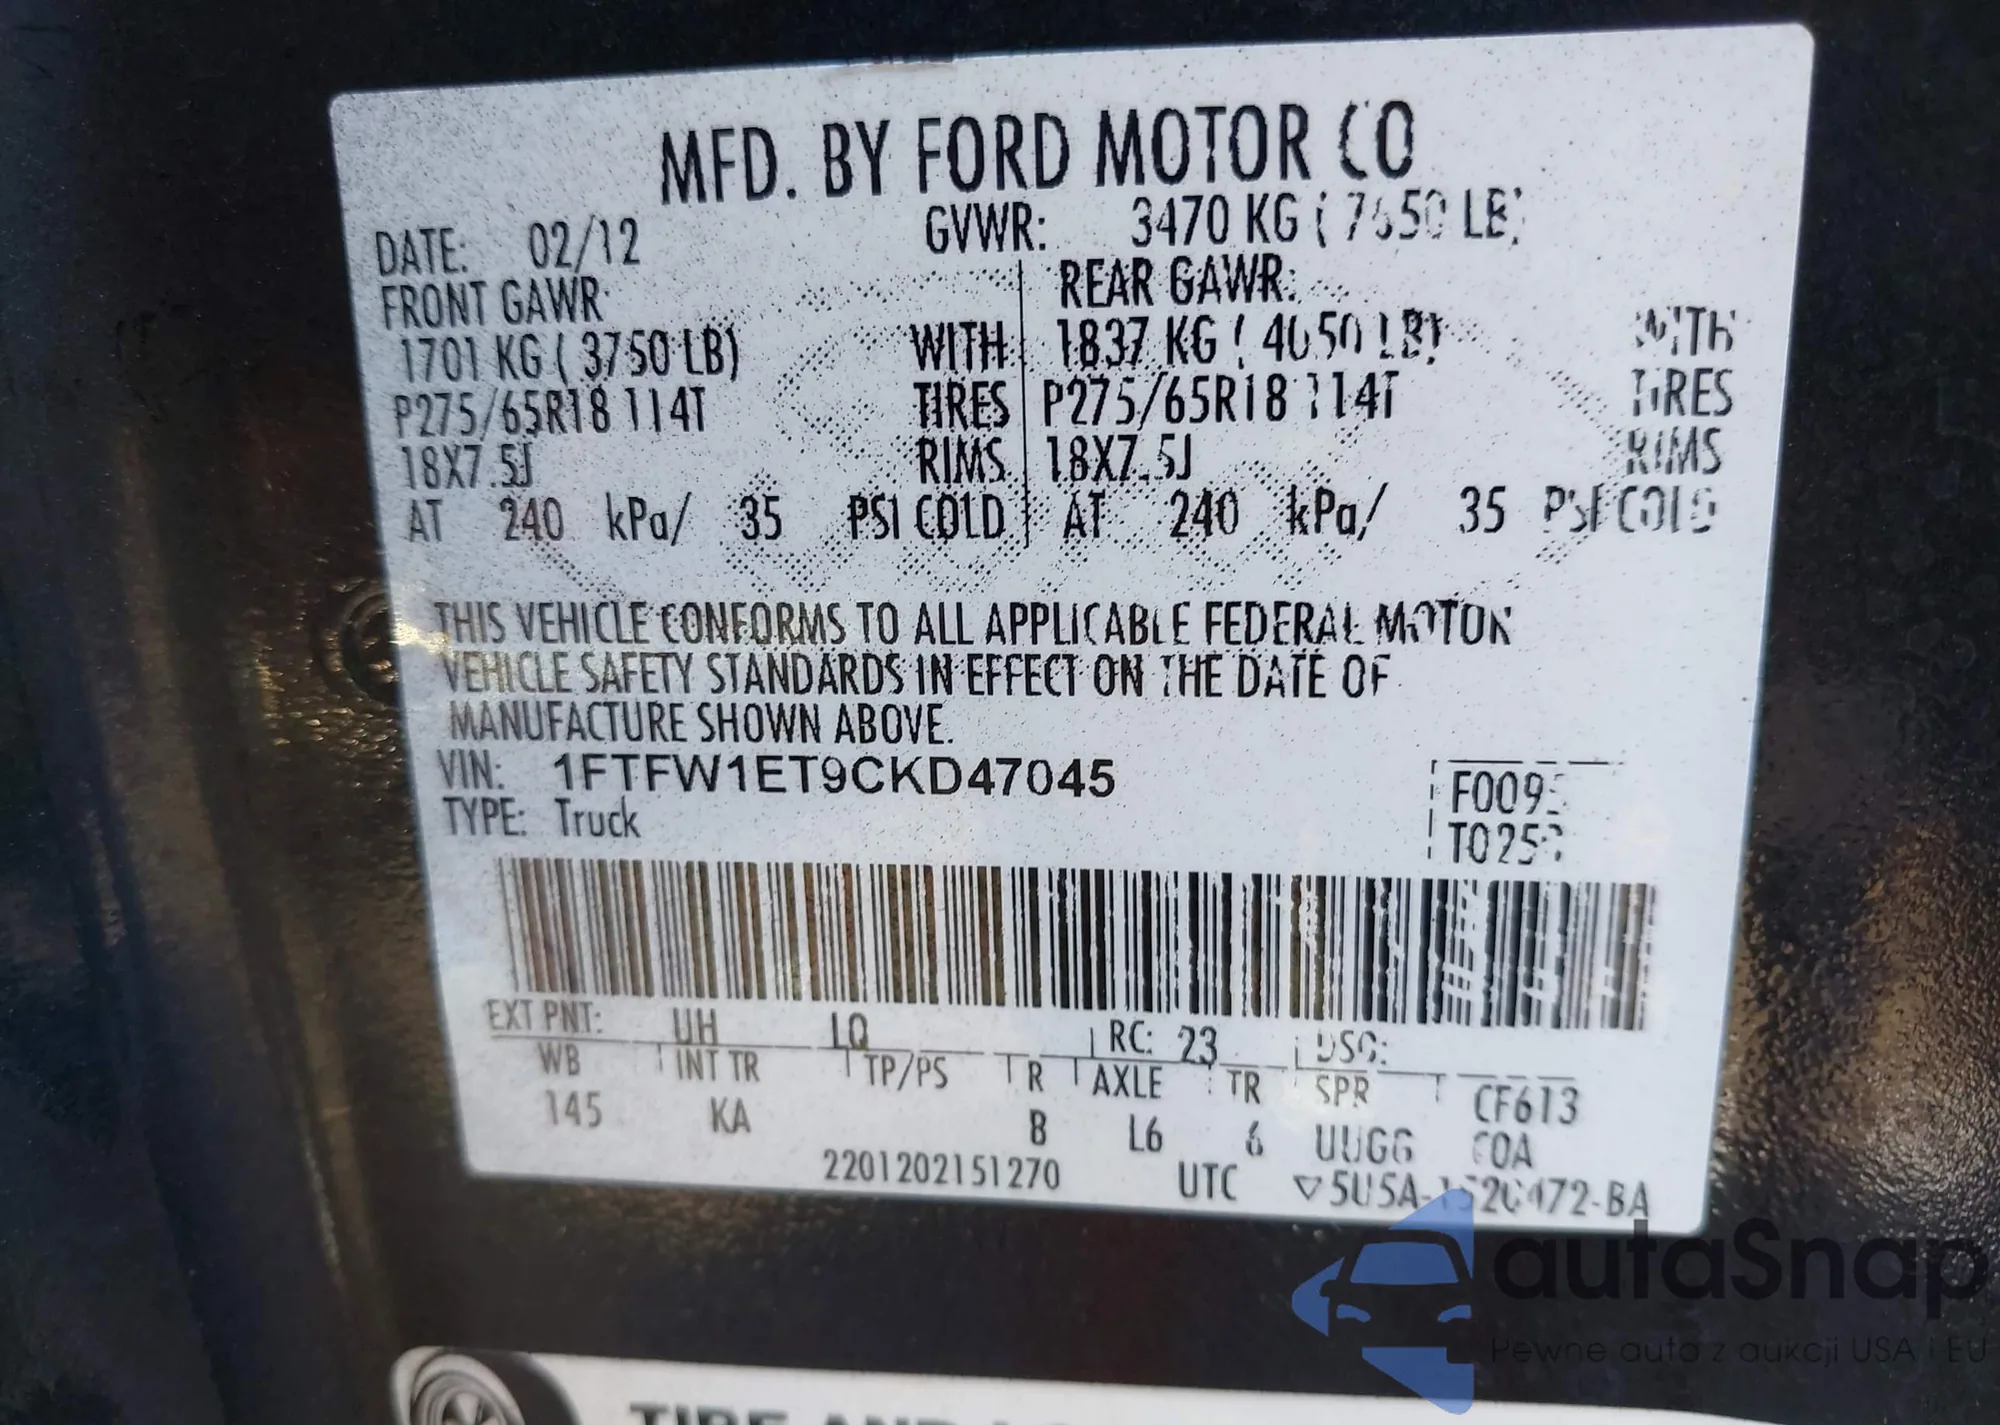 MFD. BY FORD MOTOR CO
DATE: 02/12 GVWR: 3470 KG ( 7650 LB)
FRONT GAWR: REAR GAWR:
1701 KG ( 3750 LB) WITH 1837 KG ( 4050 LB) WITH
P275/65R18 114T TIRES P275/65R18 114T TIRES
18X7.5J RIMS 18X7.5J RIMS
AT 240 kPa/ 35 PSI COLD AT 240 kPa/ 35 PSI COLD
THIS VEHICLE CONFORMS TO ALL APPLICABLE FEDERAL MOTOR
VEHICLE SAFETY STANDARDS IN EFFECT ON THE DATE OF
MANUFACTURE SHOWN ABOVE.
VIN: 1FTFW1ET9CKD47045
TYPE: Truck
EXT PNT: UH LQ RC: 23 DSO:
WB INT TR TP/PS R AXLE TR SPR CF613
145 KA B L6 6 UUGG
2201202151270 UTC
autaSnap
Pewne auta z aukcji USA i EU